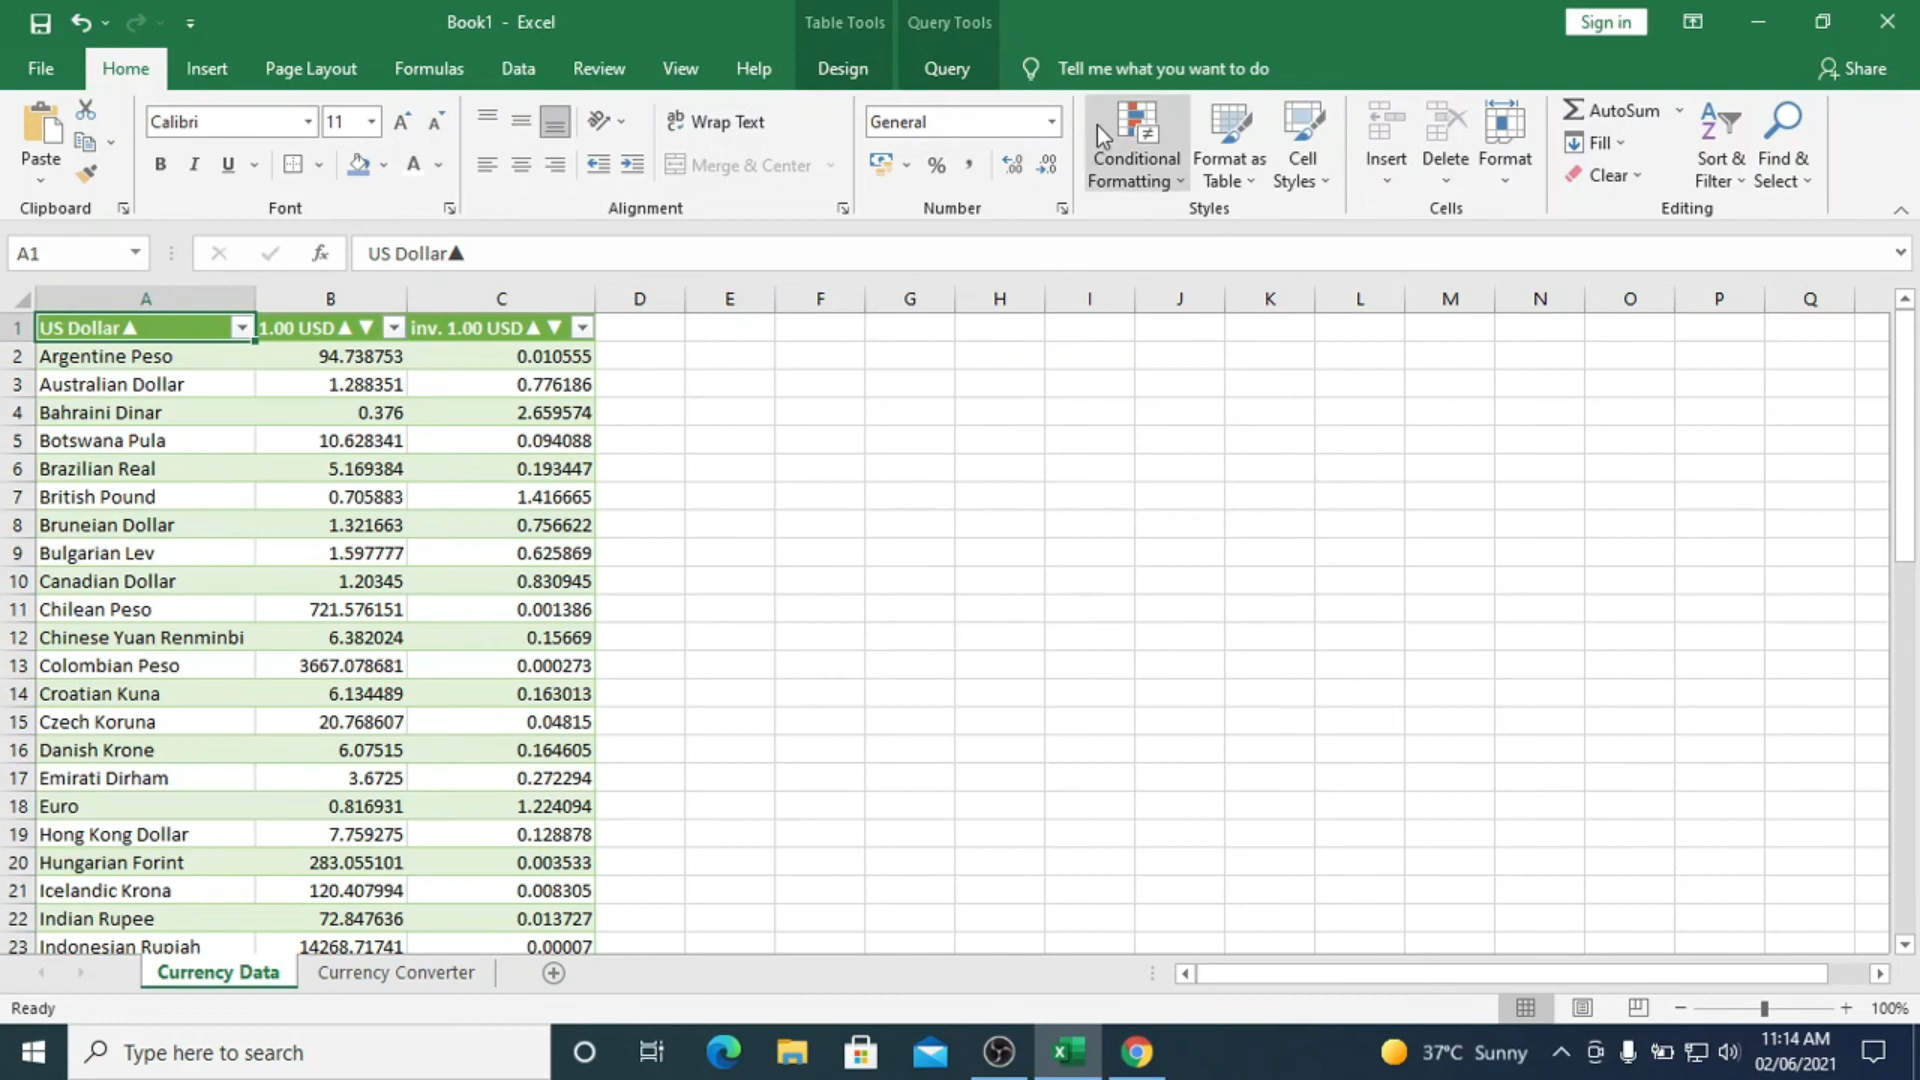 Book1 - Excel
Table Tools
Query Tools
Sign in
File
Home
Insert
Page Layout
Formulas
Data
Review
View
Help
Design
Query
Tell me what you want to do
Share
Paste
Calibri
11
Wrap Text
Merge & Center
General
Conditional Formatting
Format as Table
Cell Styles
Insert
Delete
Format
AutoSum
Fill
Clear
Sort & Filter
Find & Select
Clipboard
Font
Alignment
Number
Styles
Cells
Editing
A1
fx
US Dollar▲
A B C D E F G H I J K L M N O P Q
1 US Dollar▲ 1.00 USD▲▼ inv. 1.00 USD▲▼
2 Argentine Peso 94.738753 0.010555
3 Australian Dollar 1.288351 0.776186
4 Bahraini Dinar 0.376 2.659574
5 Botswana Pula 10.628341 0.094088
6 Brazilian Real 5.169384 0.193447
7 British Pound 0.705883 1.416665
8 Bruneian Dollar 1.321663 0.756622
9 Bulgarian Lev 1.597777 0.625869
10 Canadian Dollar 1.20345 0.830945
11 Chilean Peso 721.576151 0.001386
12 Chinese Yuan Renminbi 6.382024 0.15669
13 Colombian Peso 3667.078681 0.000273
14 Croatian Kuna 6.134489 0.163013
15 Czech Koruna 20.768607 0.04815
16 Danish Krone 6.07515 0.164605
17 Emirati Dirham 3.6725 0.272294
18 Euro 0.816931 1.224094
19 Hong Kong Dollar 7.759275 0.128878
20 Hungarian Forint 283.055101 0.003533
21 Icelandic Krona 120.407994 0.008305
22 Indian Rupee 72.847636 0.013727
23 Indonesian Rupiah 14268.71741 0.00007
Currency Data
Currency Converter
Ready
100%
Type here to search
37°C Sunny
11:14 AM
02/06/2021